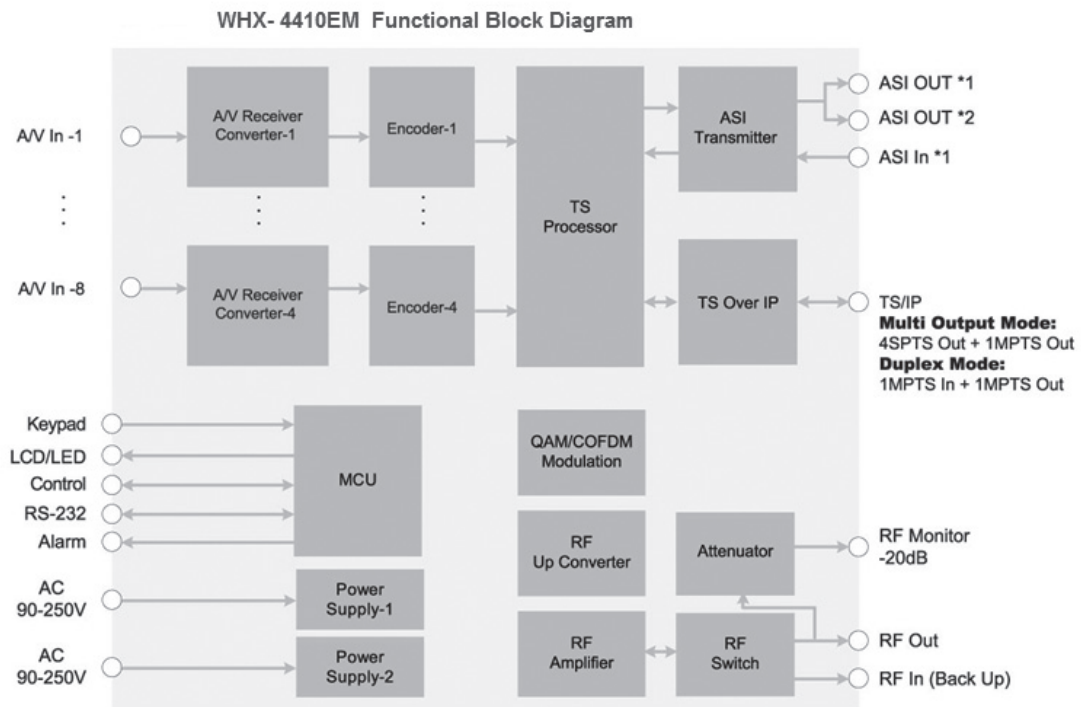 WHX- 4410EM Functional Block Diagram
A/V In -1
A/V Receiver
Converter-1
Encoder-1
TS
Processor
ASI
Transmitter
ASI OUT *1
ASI OUT *2
ASI In *1
A/V In -8
A/V Receiver
Converter-4
Encoder-4
TS Over IP
TS/IP
Multi Output Mode:
4SPTS Out + 1MPTS Out
Duplex Mode:
1MPTS In + 1MPTS Out
Keypad
LCD/LED
Control
RS-232
Alarm
MCU
QAM/COFDM
Modulation
RF
Up Converter
Attenuator
RF Monitor
-20dB
AC
90-250V
Power
Supply-1
AC
90-250V
Power
Supply-2
RF
Amplifier
RF
Switch
RF Out
RF In (Back Up)